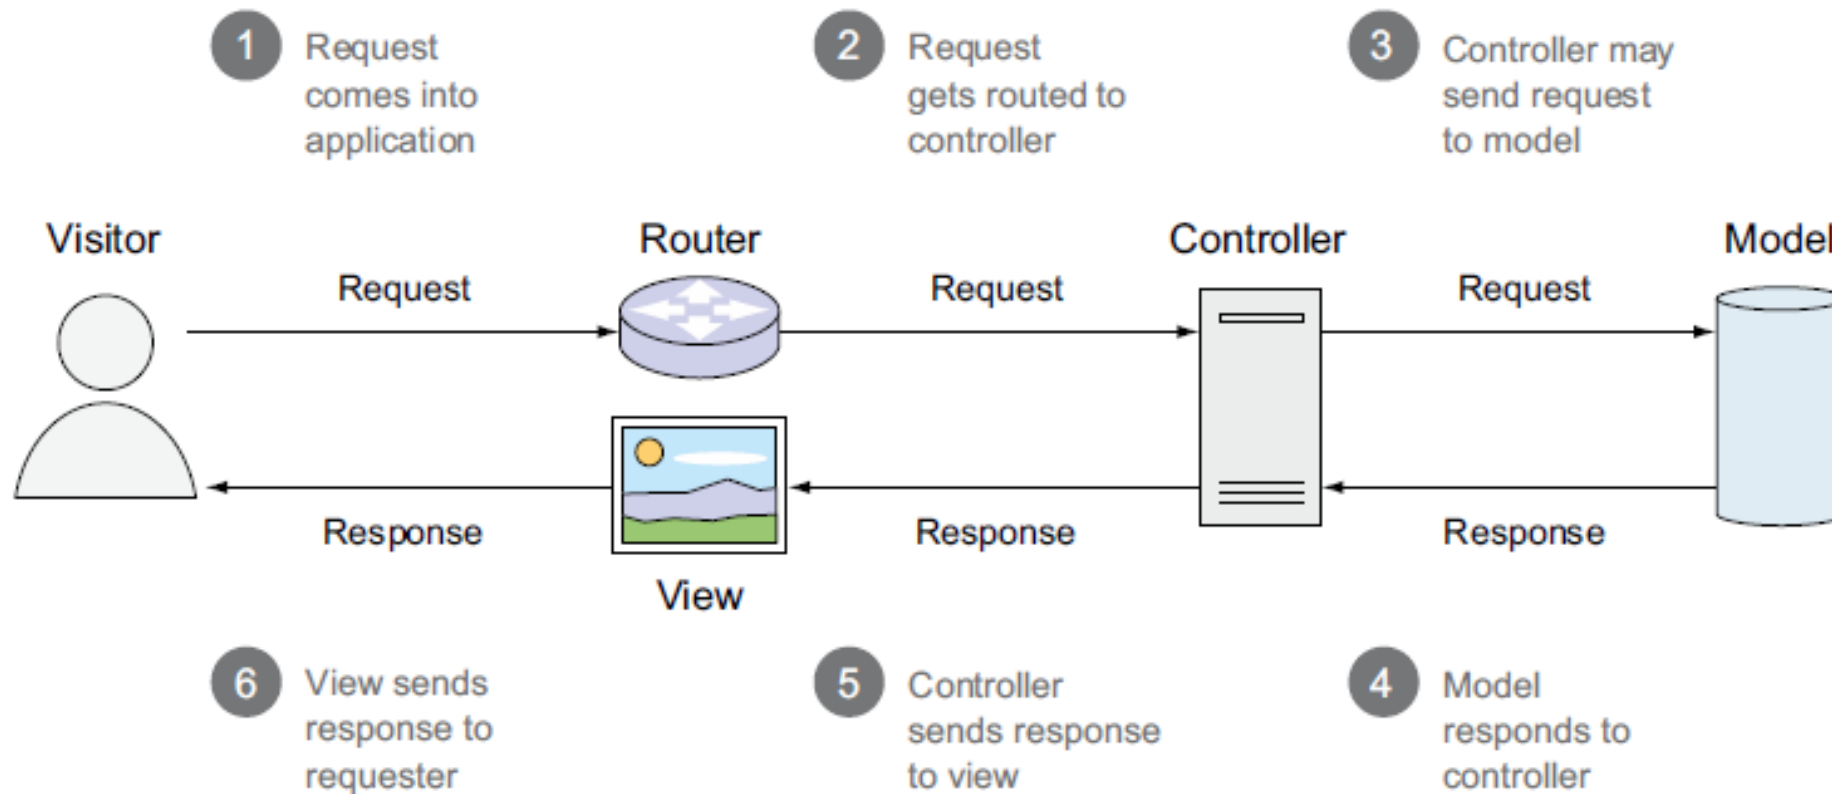 1 Request
comes into
application
2 Request
gets routed to
controller
3 Controller may
send request
to model
Visitor
Router
Controller
Model
Request
Request
Request
Response
Response
Response
View
6 View sends
response to
requester
5 Controller
sends response
to view
4 Model
responds to
controller